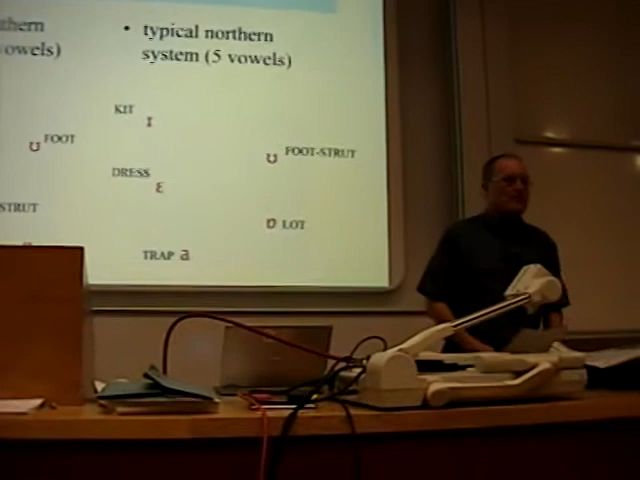 thern
owels)
• typical northern
system (5 vowels)
KIT
ɪ
ʊ FOOT
ʊ FOOT-STRUT
DRESS
ɛ
STRUT
ɒ LOT
TRAP a